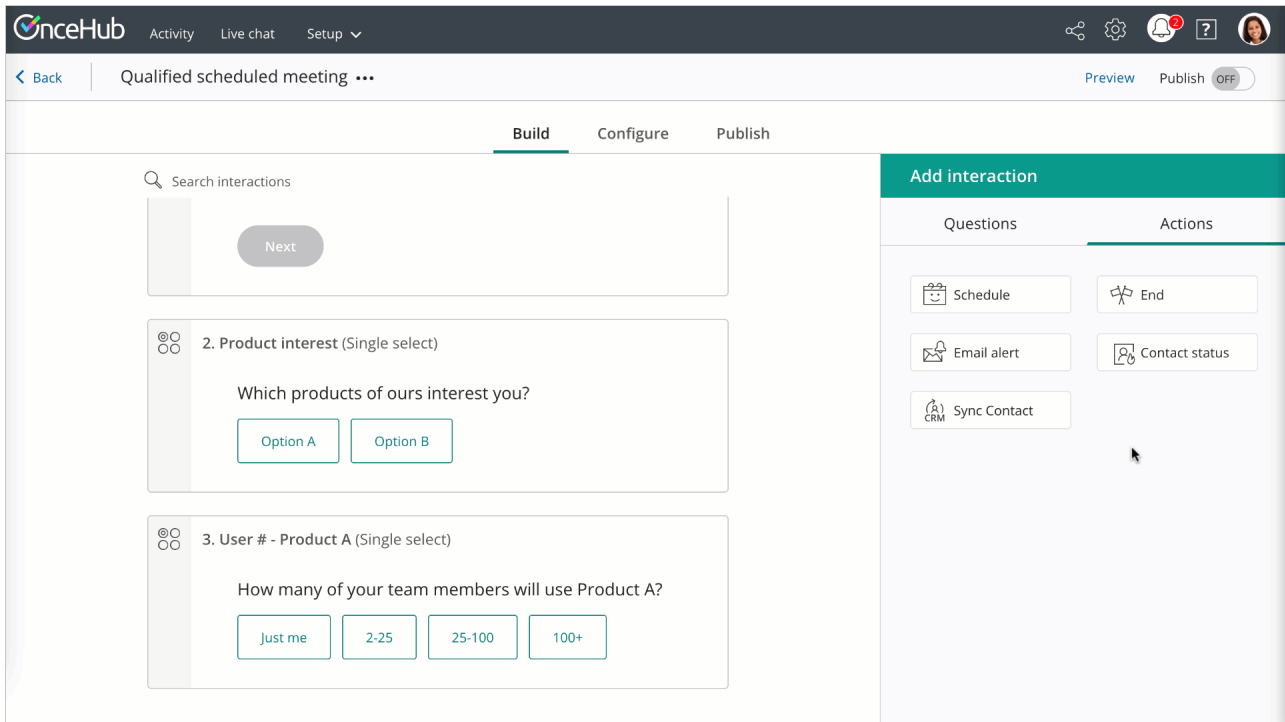 OnceHub Activity Live chat Setup 2 ?
Back Qualified scheduled meeting ••• Preview Publish OFF
Build Configure Publish
Search interactions
Next
2. Product interest (Single select)
Which products of ours interest you?
Option A Option B
3. User # - Product A (Single select)
How many of your team members will use Product A?
Just me 2-25 25-100 100+
Add interaction
Questions Actions
Schedule End
Email alert Contact status
CRM Sync Contact